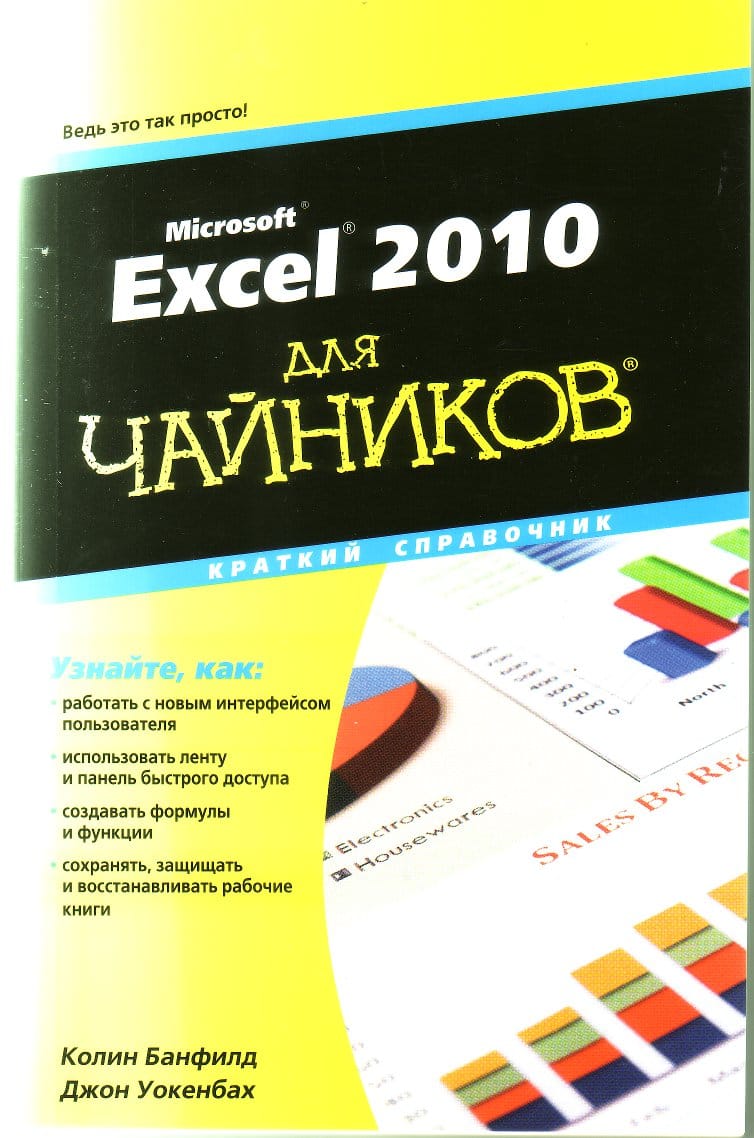 Ведь это так просто!
Microsoft®
Excel® 2010
для
ЧАЙНИКОВ®
КРАТКИЙ СПРАВОЧНИК
Узнайте, как:
• работать с новым интерфейсом
пользователя
• использовать ленту
и панель быстрого доступа
• создавать формулы
и функции
• сохранять, защищать
и восстанавливать рабочие
книги
North
Electronics
Housewares
SALES BY REG
Колин Банфилд
Джон Уокенбах